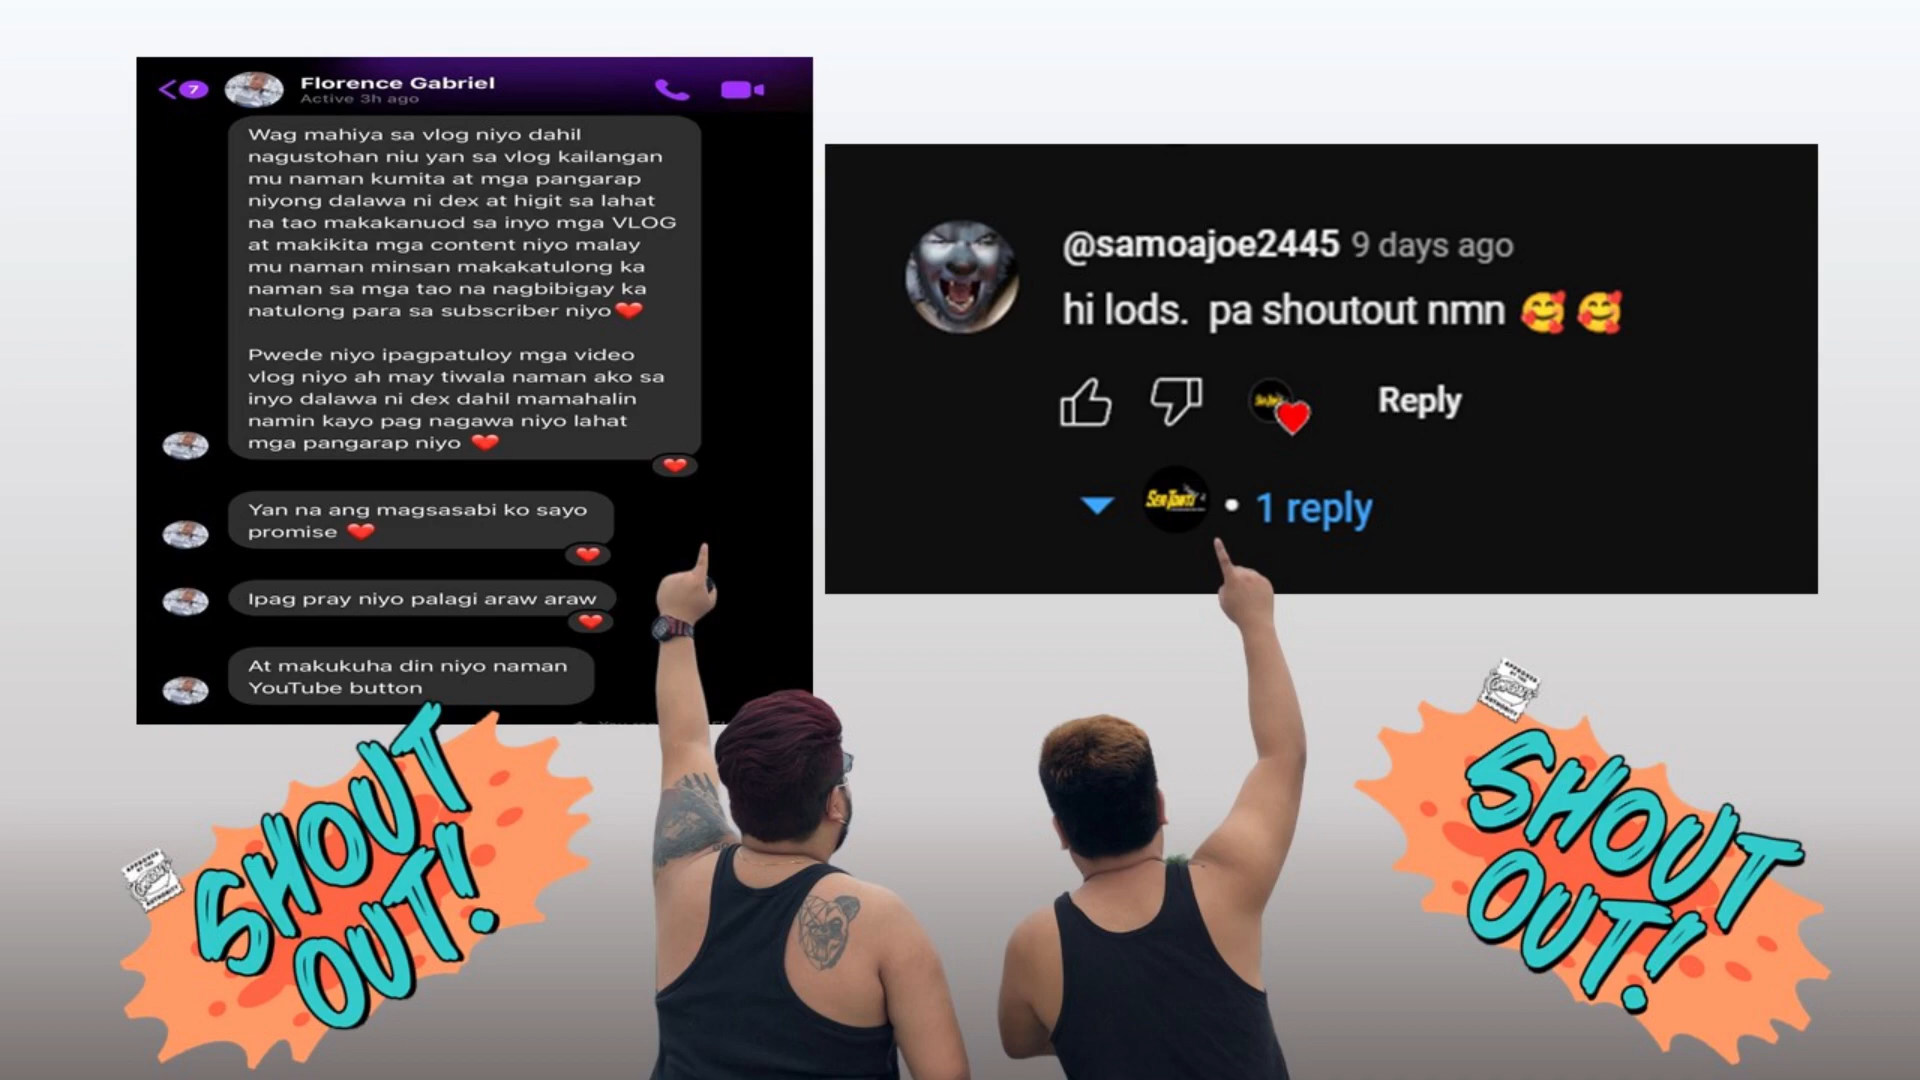 7
Florence Gabriel
Active 3h ago
Wag mahiya sa vlog niyo dahil
nagustohan niu yan sa vlog kailangan
mu naman kumita at mga pangarap
niyong dalawa ni dex at higit sa lahat
na tao makakanuod sa inyo mga VLOG
at makikita mga content niyo malay
mu naman minsan makakatulong ka
naman sa mga tao na nagbibigay ka
natulong para sa subscriber niyo❤️
Pwede niyo ipagpatuloy mga video
vlog niyo ah may tiwala naman ako sa
inyo dalawa ni dex dahil mamahalin
namin kayo pag nagawa niyo lahat
mga pangarap niyo ❤️
Yan na ang magsasabi ko sayo
promise ❤️
Ipag pray niyo palagi araw araw
At makukuha din niyo naman
YouTube button
@samoajoe2445 9 days ago
hi lods. pa shoutout nmn 🥰 🥰
Reply
• 1 reply
SHOUT
OUT!
SHOUT
OUT!